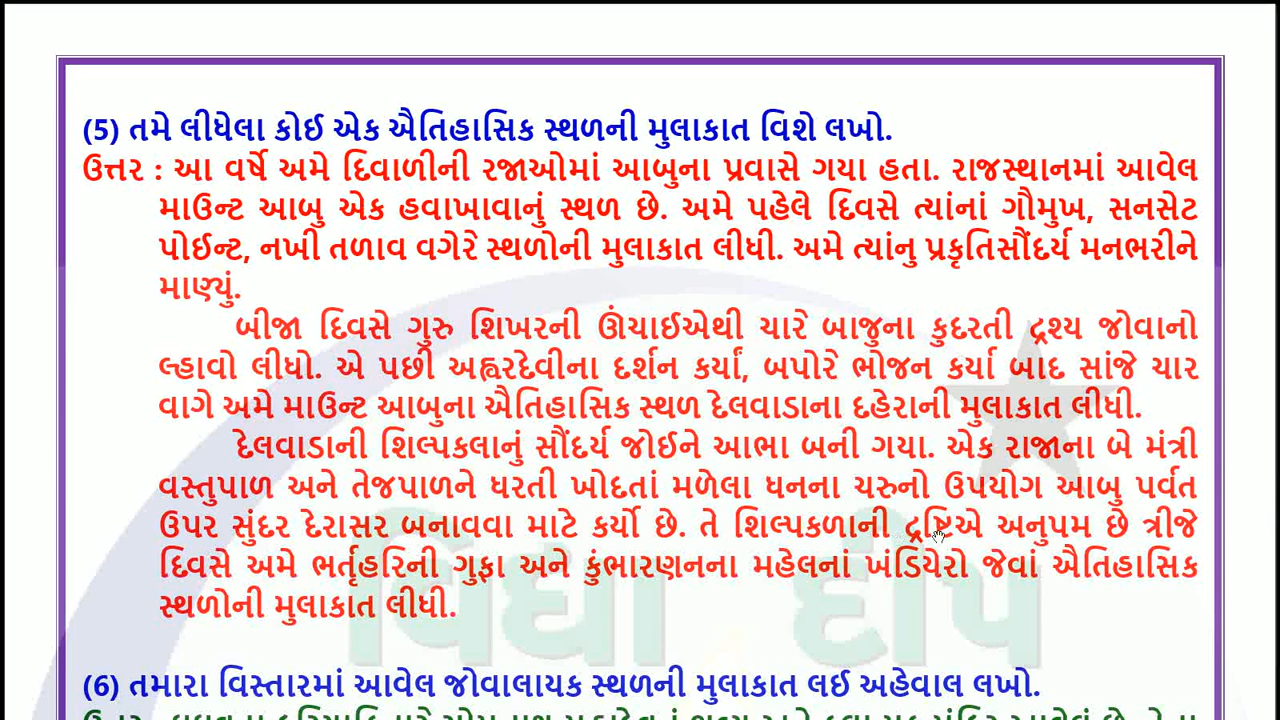 (5) તમે લીધેલા કોઈ એક ઐતિહાસિક સ્થળની મુલાકાત વિશે લખો.
ઉત્તર : આ વર્ષે અમે દિવાળીની રજાઓમાં આબુના પ્રવાસે ગયા હતા. રાજસ્થાનમાં આવેલ
માઉન્ટ આબુ એક હવાખાવાનું સ્થળ છે. અમે પહેલે દિવસે ત્યાંનાં ગૌમુખ, સનસેટ
પોઈન્ટ, નખી તળાવ વગેરે સ્થળોની મુલાકાત લીધી. અમે ત્યાંનુ પ્રકૃતિસૌંદર્ય મનભરીને
માણ્યું.
બીજા દિવસે ગુરુ શિખરની ઊંચાઈએથી ચારે બાજુના કુદરતી દ્રશ્ય જોવાનો
લ્હાવો લીધો. એ પછી અહ્વરદેવીના દર્શન કર્યાં, બપોરે ભોજન કર્યા બાદ સાંજે ચાર
વાગે અમે માઉન્ટ આબુના ઐતિહાસિક સ્થળ દેલવાડાના દહેરાની મુલાકાત લીધી.
દેલવાડાની શિલ્પકલાનું સૌંદર્ય જોઈને આભા બની ગયા. એક રાજાના બે મંત્રી
વસ્તુપાળ અને તેજપાળને ધરતી ખોદતાં મળેલા ધનના ચરુનો ઉપયોગ આબુ પર્વત
ઉપર સુંદર દેરાસર બનાવવા માટે કર્યો છે. તે શિલ્પકળાની દ્રષ્ટિએ અનુપમ છે ત્રીજે
દિવસે અમે ભર્તૃહરિની ગુફા અને કુંભારણનના મહેલનાં ખંડિયેરો જેવાં ઐતિહાસિક
સ્થળોની મુલાકાત લીધી.
વિદ્યા દીપ
(6) તમારા વિસ્તારમાં આવેલ જોવાલાયક સ્થળની મુલાકાત લઈ અહેવાલ લખો.